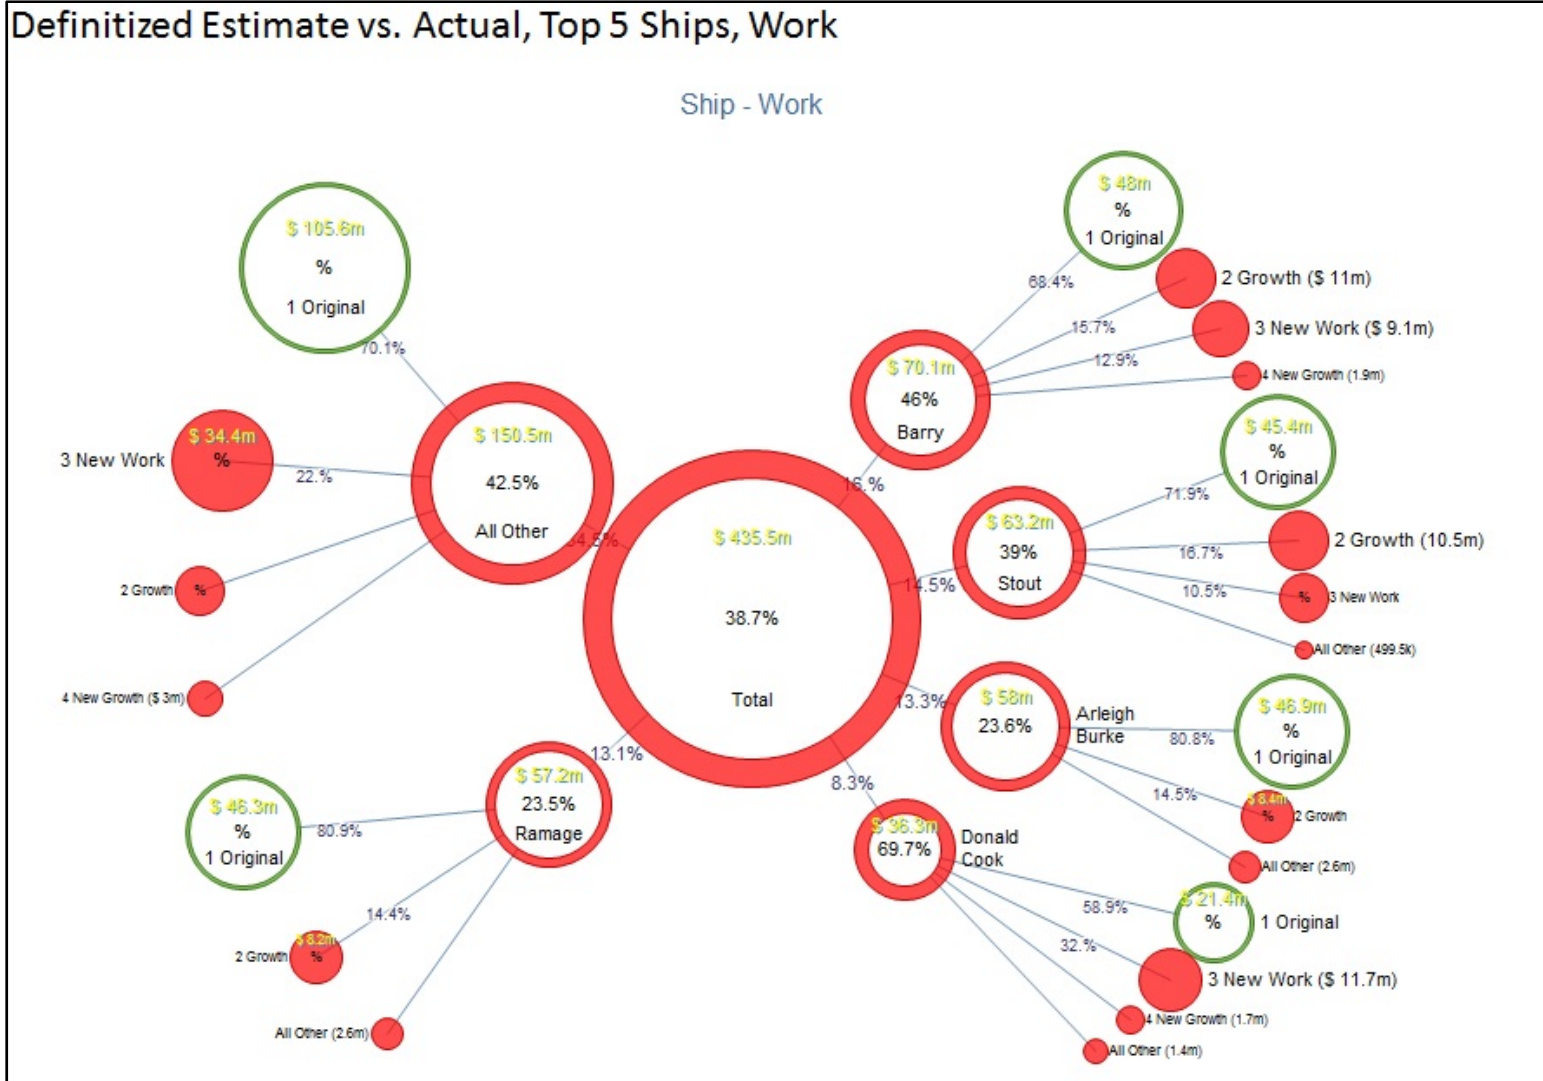 Definitized Estimate vs. Actual, Top 5 Ships, Work
Ship - Work
$ 105.6m
%
1 Original
70.1%
3 New Work
$ 34.4m
%
22.%
$ 150.5m
42.5%
All Other
34.5%
2 Growth
%
4 New Growth ($ 3m)
$ 435.5m
38.7%
Total
$ 48m
%
1 Original
68.4%
2 Growth ($ 11m)
15.7%
3 New Work ($ 9.1m)
12.9%
4 New Growth (1.9m)
$ 70.1m
46%
Barry
16.%
$ 45.4m
%
1 Original
71.9%
$ 63.2m
39%
Stout
14.5%
2 Growth (10.5m)
16.7%
%
3 New Work
10.5%
All Other (499.5k)
$ 58m
23.6%
Arleigh
Burke
13.3%
$ 46.9m
%
1 Original
80.8%
$ 8.4m
%
2 Growth
14.5%
All Other (2.6m)
$ 36.3m
69.7%
Donald
Cook
8.3%
$ 21.4m
%
1 Original
58.9%
3 New Work ($ 11.7m)
32.%
4 New Growth (1.7m)
All Other (1.4m)
$ 57.2m
23.5%
Ramage
13.1%
$ 46.3m
%
1 Original
80.9%
$ 8.2m
%
2 Growth
14.4%
All Other (2.6m)